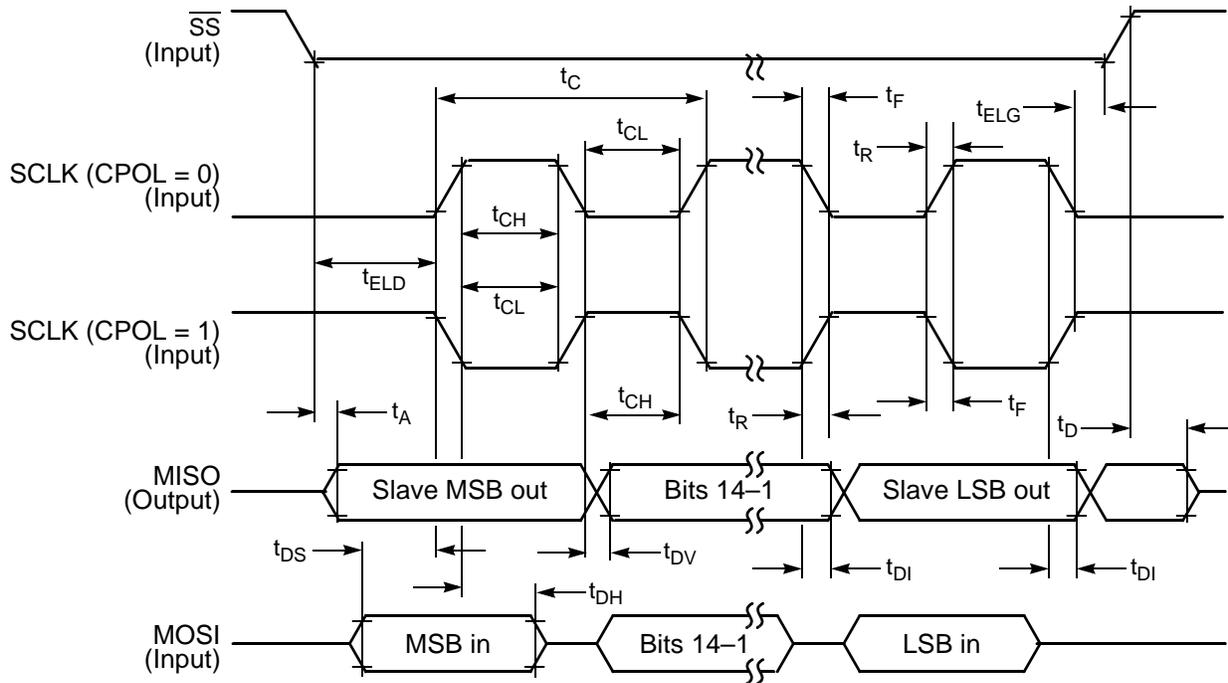 SS
(Input)
tC
tF
tELG
tCL
tR
SCLK (CPOL = 0)
(Input)
tCH
tELD
tCL
SCLK (CPOL = 1)
(Input)
tA
tCH
tR
tF
tD
MISO
(Output)
Slave MSB out
Bits 14–1
Slave LSB out
tDS
tDV
tDI
tDI
tDH
MOSI
(Input)
MSB in
Bits 14–1
LSB in